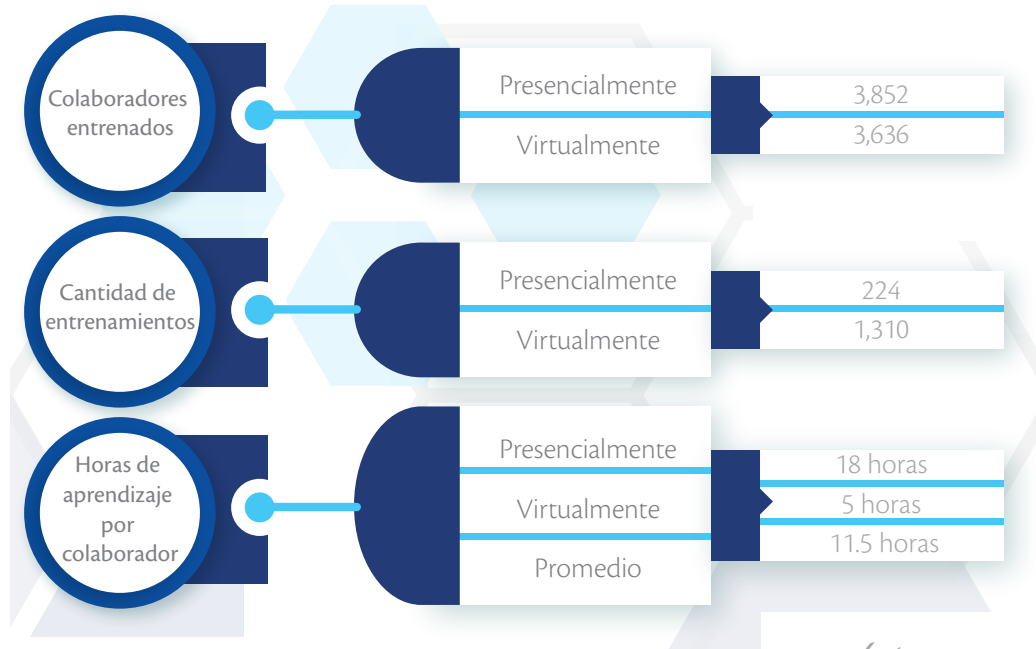 Colaboradores
entrenados
Presencialmente
Virtualmente
3,852
3,636
Cantidad de
entrenamientos
Presencialmente
Virtualmente
224
1,310
Horas de
aprendizaje
por
colaborador
Presencialmente
Virtualmente
Promedio
18 horas
5 horas
11.5 horas